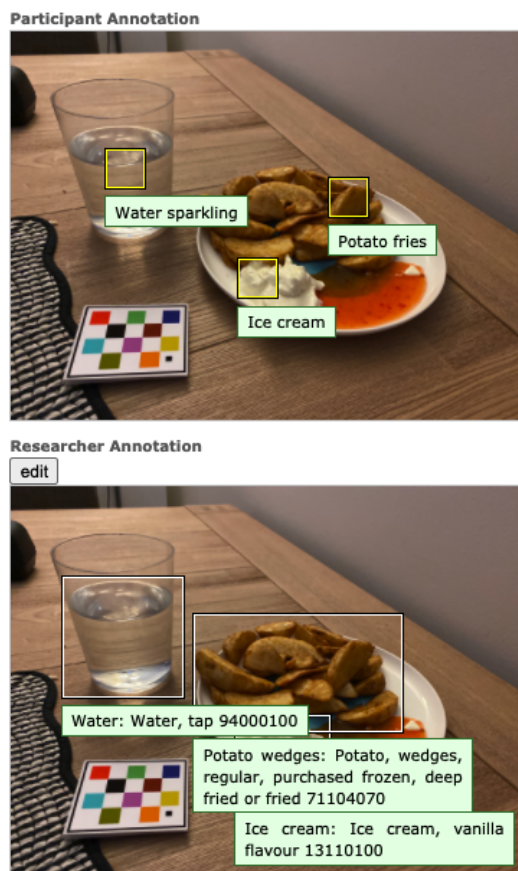 Participant Annotation
Water sparkling
Potato fries
Ice cream
Researcher Annotation
edit
Water: Water, tap 94000100
Potato wedges: Potato, wedges,
regular, purchased frozen, deep
fried or fried 71104070
Ice cream: Ice cream, vanilla
flavour 13110100